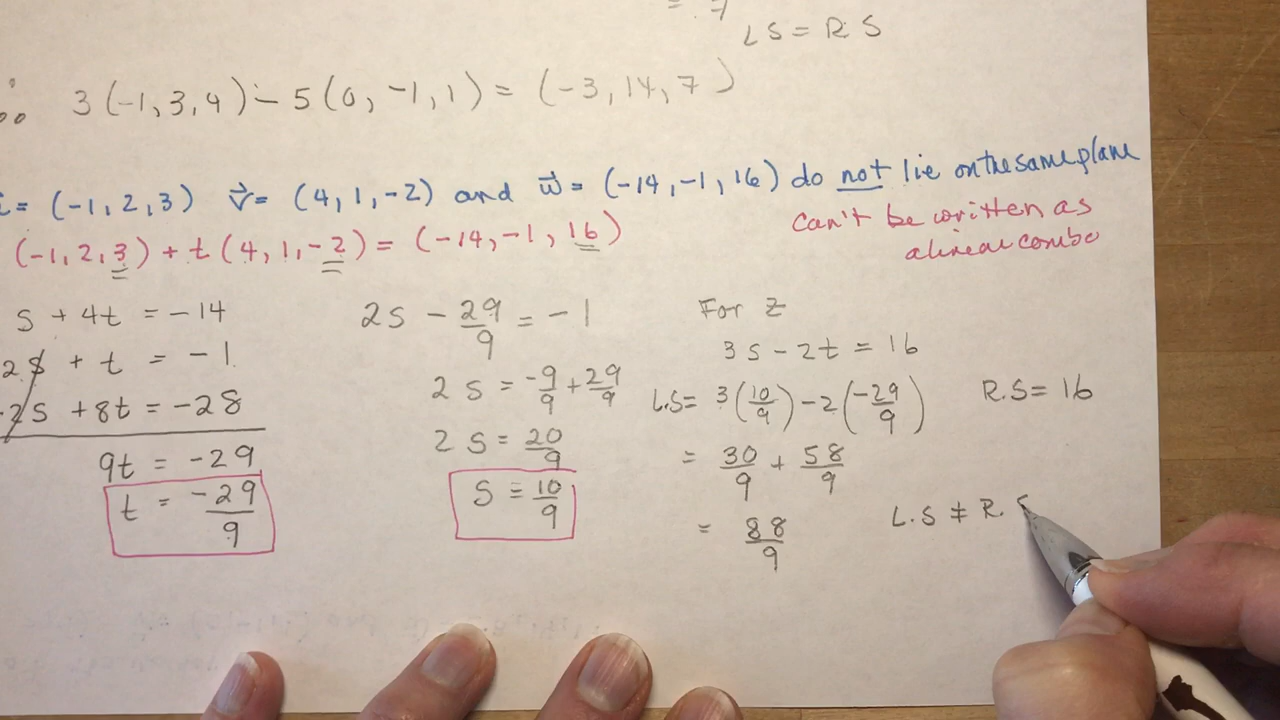 = 7
LS = RS
∴ 3(-1,3,4) - 5(0,-1,1) = (-3,14,7)
= (-1,2,3) v⃗ = (4,1,-2) and w⃗ = (-14,-1,16) do not lie on the same plane
can't be written as
a linear combo
(-1,2,3) + t(4,1,-2) = (-14,-1,16)
s + 4t = -14
2s + t = -1
-2s + 8t = -28
9t = -29
t = -29/9
2s - 29/9 = -1
2s = -9/9 + 29/9
2s = 20/9
s = 10/9
For z
3s - 2t = 16
L.S = 3(10/9) - 2(-29/9) R.S = 16
= 30/9 + 58/9
= 88/9
L.S ≠ R.S